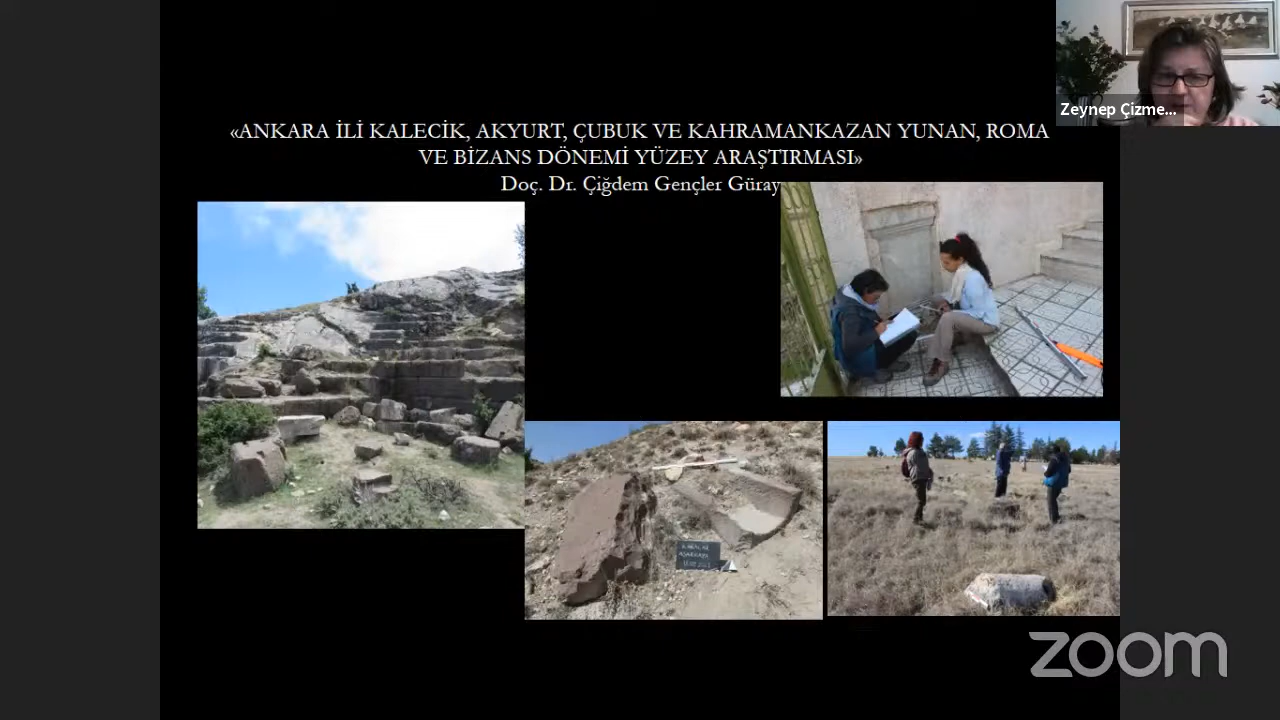 Zeynep Çizme...
«ANKARA İLİ KALECİK, AKYURT, ÇUBUK VE KAHRAMANKAZAN YUNAN, ROMA
VE BİZANS DÖNEMİ YÜZEY ARAŞTIRMASI»
Doç. Dr. Çiğdem Gençler Güray
zoom